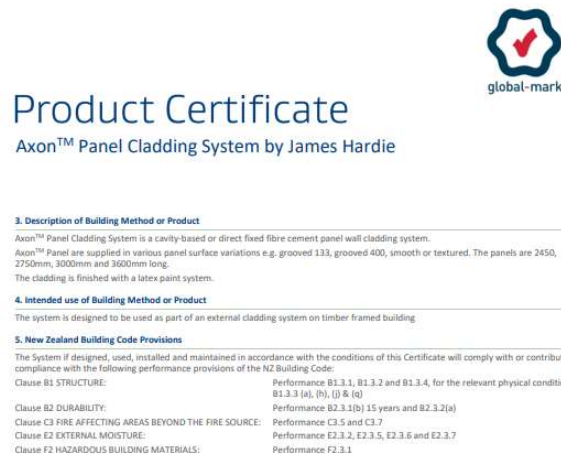 global-mark
Product Certificate
Axon™ Panel Cladding System by James Hardie
3. Description of Building Method or Product
Axon™ Panel Cladding System is a cavity-based or direct fixed fibre cement panel wall cladding system.
Axon™ Panel are supplied in various panel surface variations e.g. grooved 133, grooved 400, smooth or textured. The panels are 2450,
2750mm, 3000mm and 3600mm long.
The cladding is finished with a latex paint system.
4. Intended use of Building Method or Product
The system is designed to be used as part of an external cladding system on timber framed building
5. New Zealand Building Code Provisions
The System if designed, used, installed and maintained in accordance with the conditions of this Certificate will comply with or
compliance with the following performance provisions of the NZ Building Code:
Clause B1 STRUCTURE: Performance B1.3.1, B1.3.2 and B1.3.4, for the relevant physical
B1.3.3 (a), (h), (j) & (q)
Clause B2 DURABILITY: Performance B2.3.1(b) 15 years and B2.3.2(a)
Clause C3 FIRE AFFECTING AREAS BEYOND THE FIRE SOURCE: Performance C3.5 and C3.7
Clause E2 EXTERNAL MOISTURE: Performance E2.3.2, E2.3.5, E2.3.6 and E2.3.7
Clause F2 HAZARDOUS BUILDING MATERIALS: Performance F2.3.1